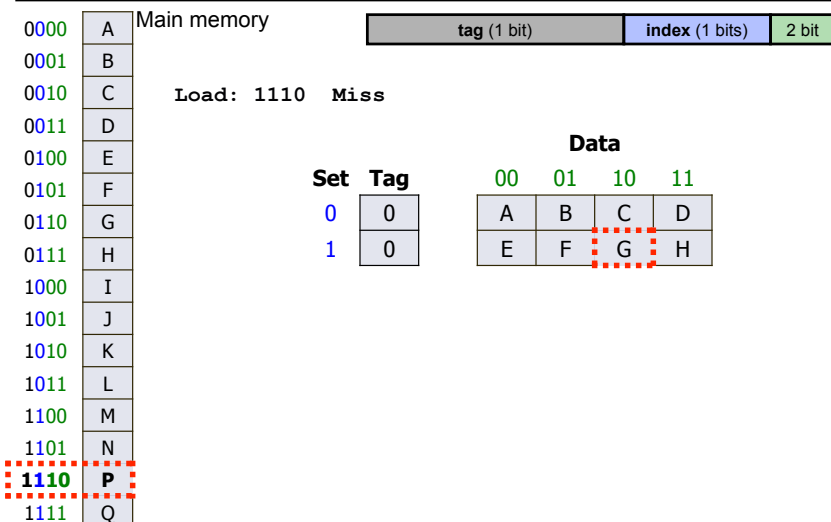 Main memory
tag (1 bit) index (1 bits) 2 bit
0000 A
0001 B
0010 C
0011 D
0100 E
0101 F
0110 G
0111 H
1000 I
1001 J
1010 K
1011 L
1100 M
1101 N
1110 P
1111 Q
Load: 1110 Miss
Data
Set Tag 00 01 10 11
0 0 A B C D
1 0 E F G H